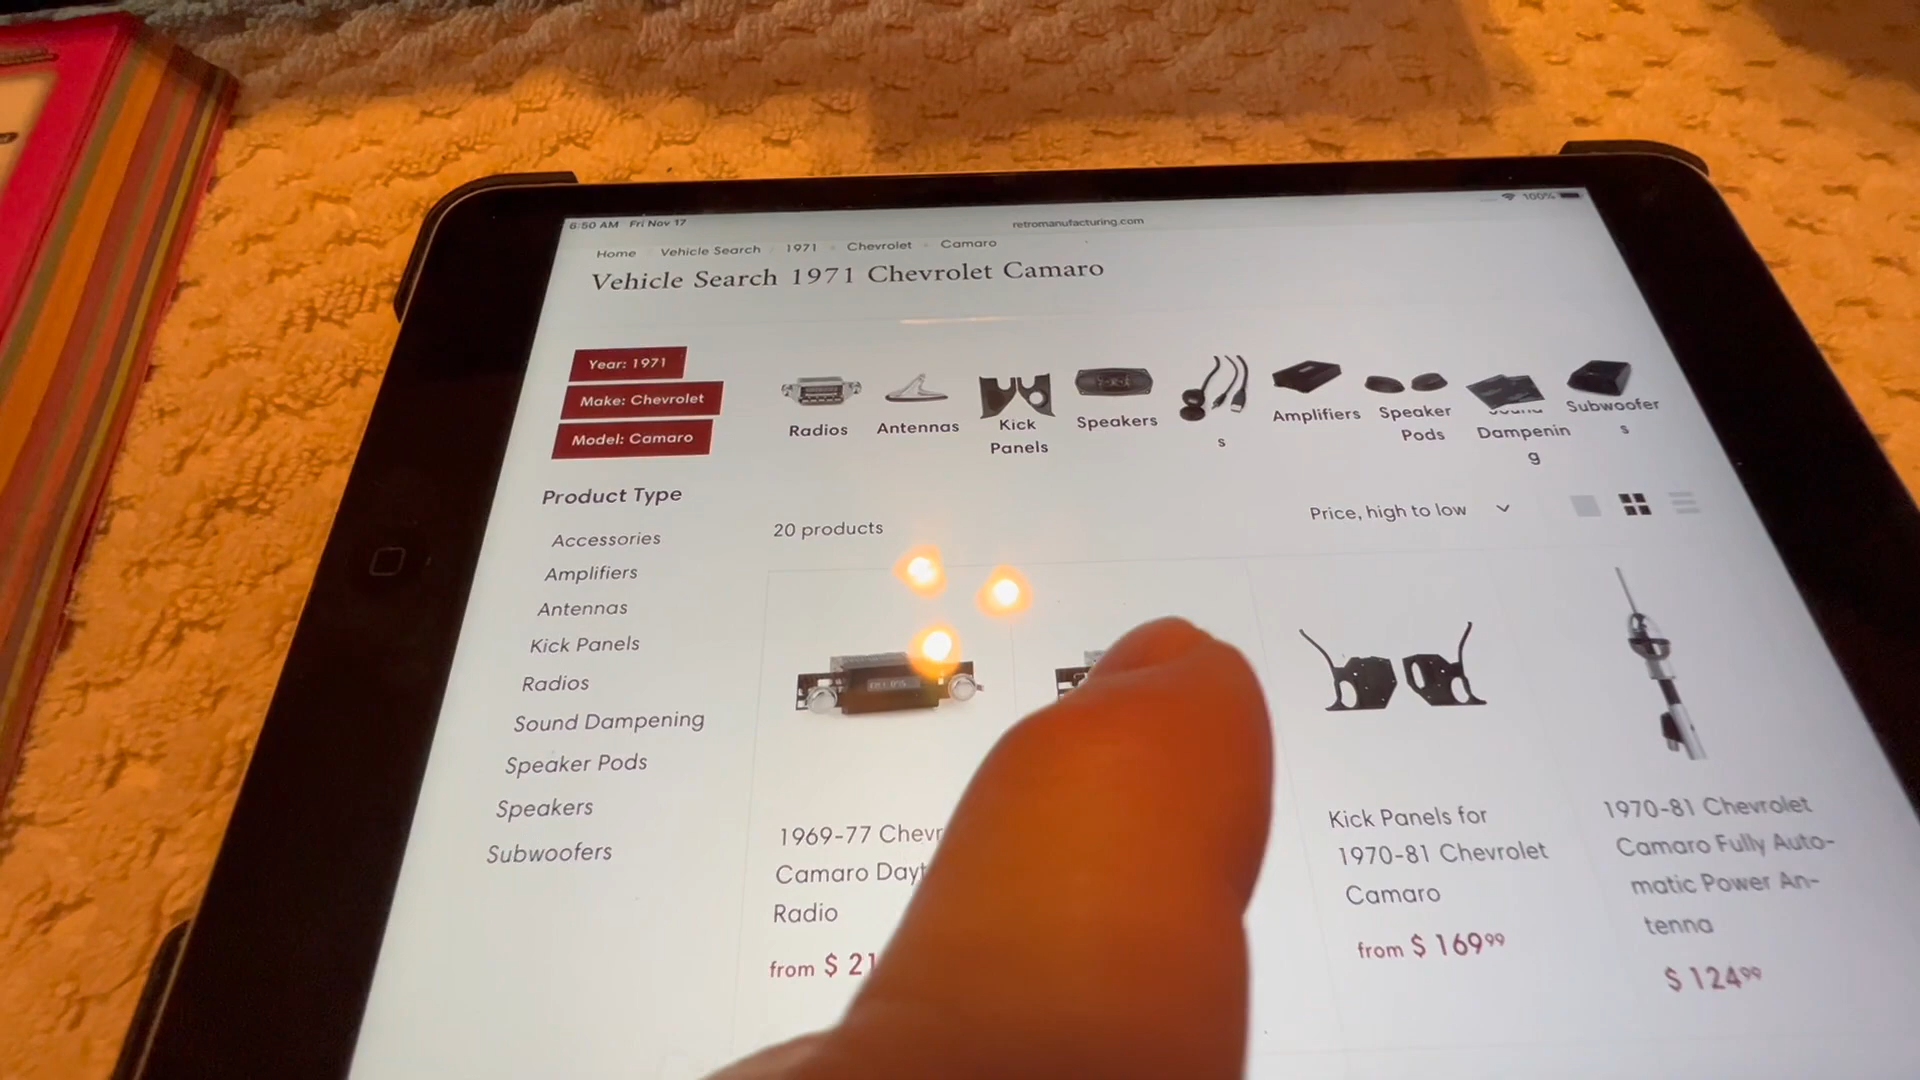 6:50 AM Fri Nov 17
retromanufacturing.com
100%
Home Vehicle Search 1971 Chevrolet Camaro
Vehicle Search 1971 Chevrolet Camaro
Year: 1971
Make: Chevrolet
Model: Camaro
Radios
Antennas
Kick
Panels
Speakers
s
Amplifiers
Speaker
Pods
Dampenin
g
Subwoofer
s
Product Type
Accessories
Amplifiers
Antennas
Kick Panels
Radios
Sound Dampening
Speaker Pods
Speakers
Subwoofers
20 products
Price, high to low
1969-77 Chevr
Camaro Dayt
Radio
from $ 21
Kick Panels for
1970-81 Chevrolet
Camaro
from $ 169⁹⁹
1970-81 Chevrolet
Camaro Fully Auto-
matic Power An-
tenna
$ 124⁹⁹